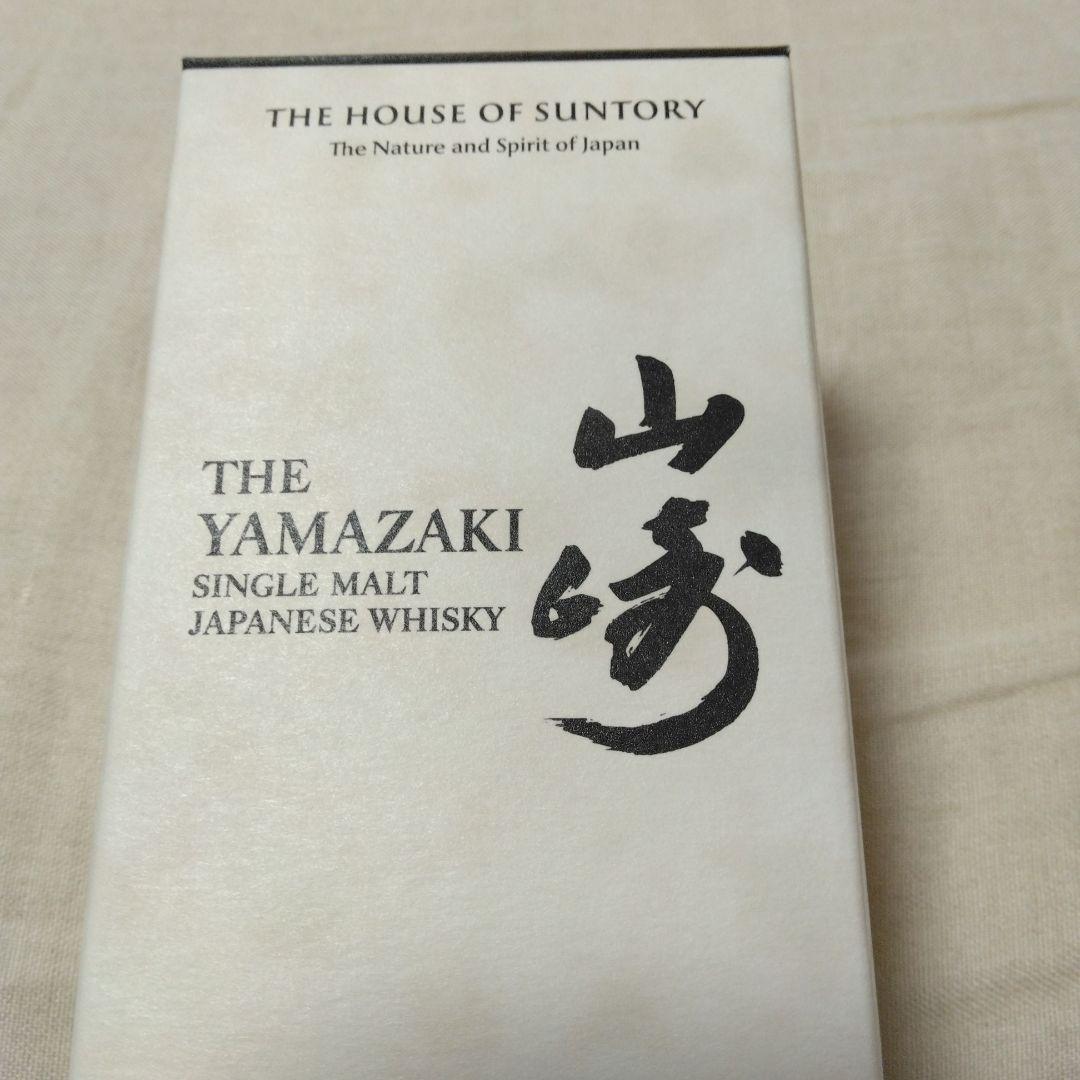 THE HOUSE OF SUNTORY
The Nature and Spirit of Japan
THE
YAMAZAKI
SINGLE MALT
JAPANESE WHISKY
山崎